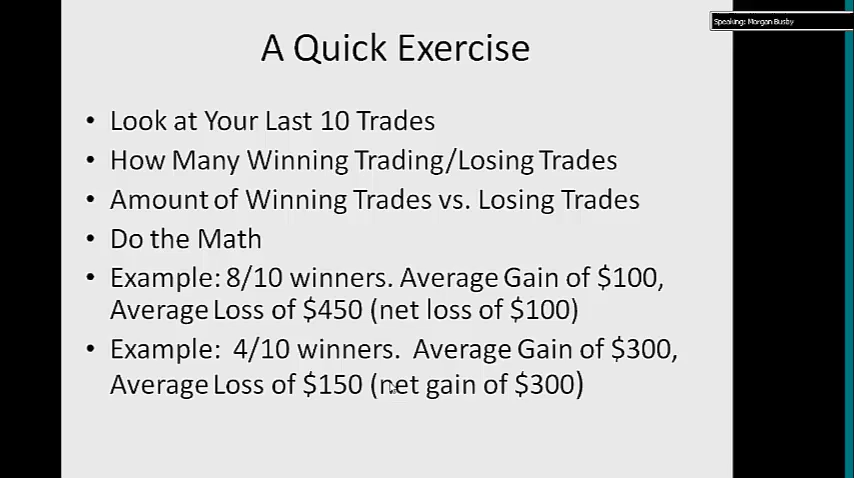 Speaking: Morgan Busby
A Quick Exercise
• Look at Your Last 10 Trades
• How Many Winning Trading/Losing Trades
• Amount of Winning Trades vs. Losing Trades
• Do the Math
• Example: 8/10 winners. Average Gain of $100,
Average Loss of $450 (net loss of $100)
• Example: 4/10 winners. Average Gain of $300,
Average Loss of $150 (net gain of $300)